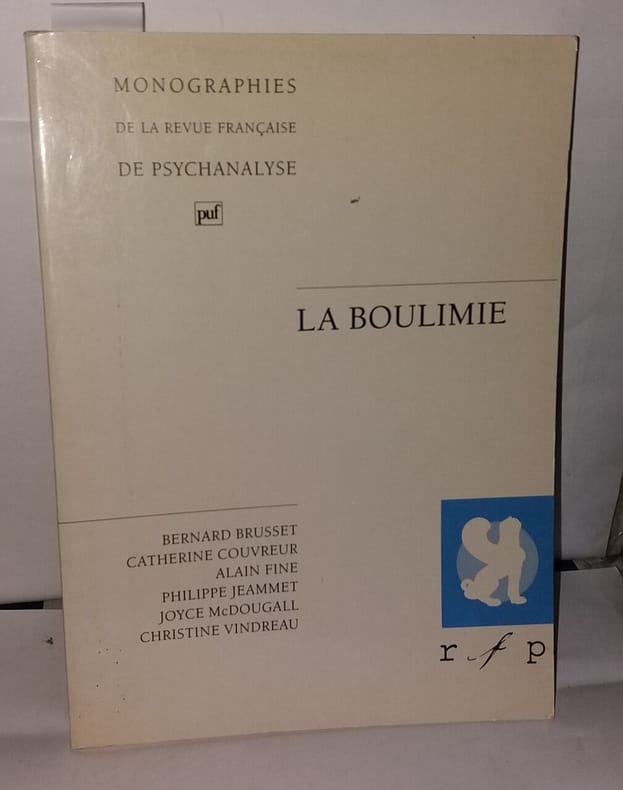 MONOGRAPHIES
DE LA REVUE FRANÇAISE
DE PSYCHANALYSE
puf
LA BOULIMIE
BERNARD BRUSSET
CATHERINE COUVREUR
ALAIN FINE
PHILIPPE JEAMMET
JOYCE McDOUGALL
CHRISTINE VINDREAU
r f p